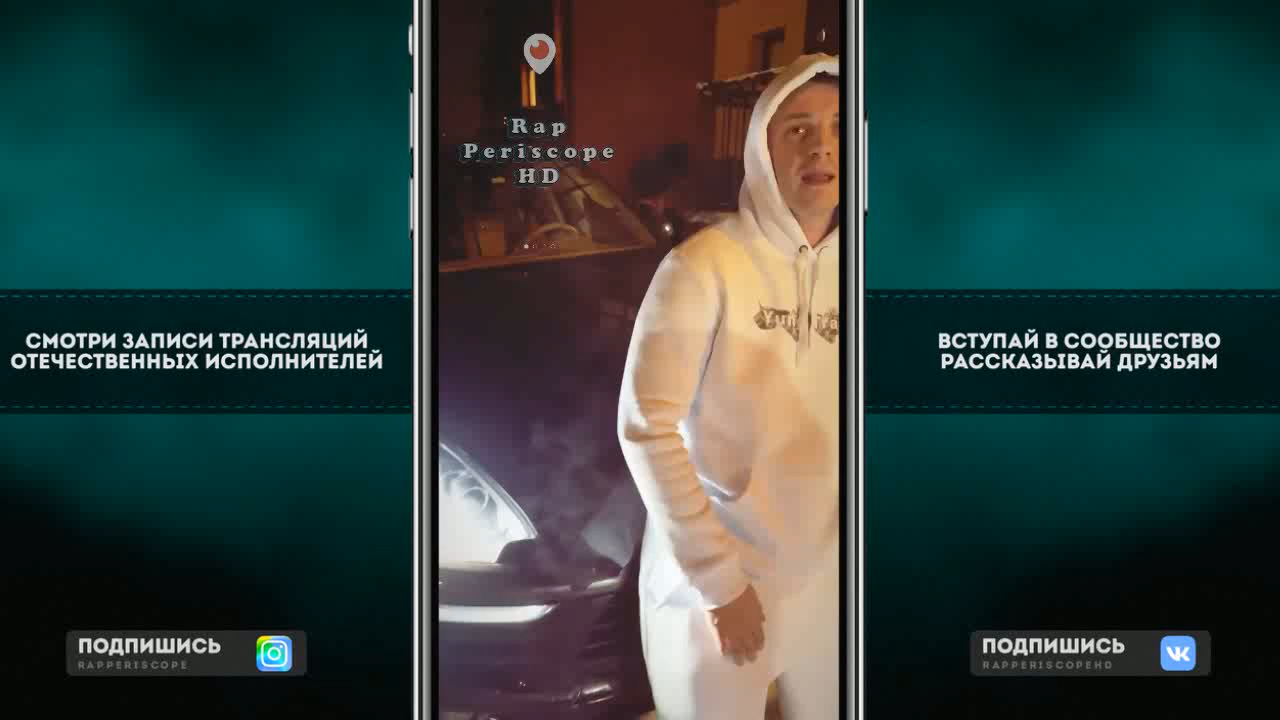 Rap
Periscope
HD
СМОТРИ ЗАПИСИ ТРАНСЛЯЦИЙ
ОТЕЧЕСТВЕННЫХ ИСПОЛНИТЕЛЕЙ
ВСТУПАЙ В СООБЩЕСТВО
РАССКАЗЫВАЙ ДРУЗЬЯМ
ПОДПИШИСЬ
RAPPERISCOPE
ПОДПИШИСЬ
RAPPERISCOPEHD